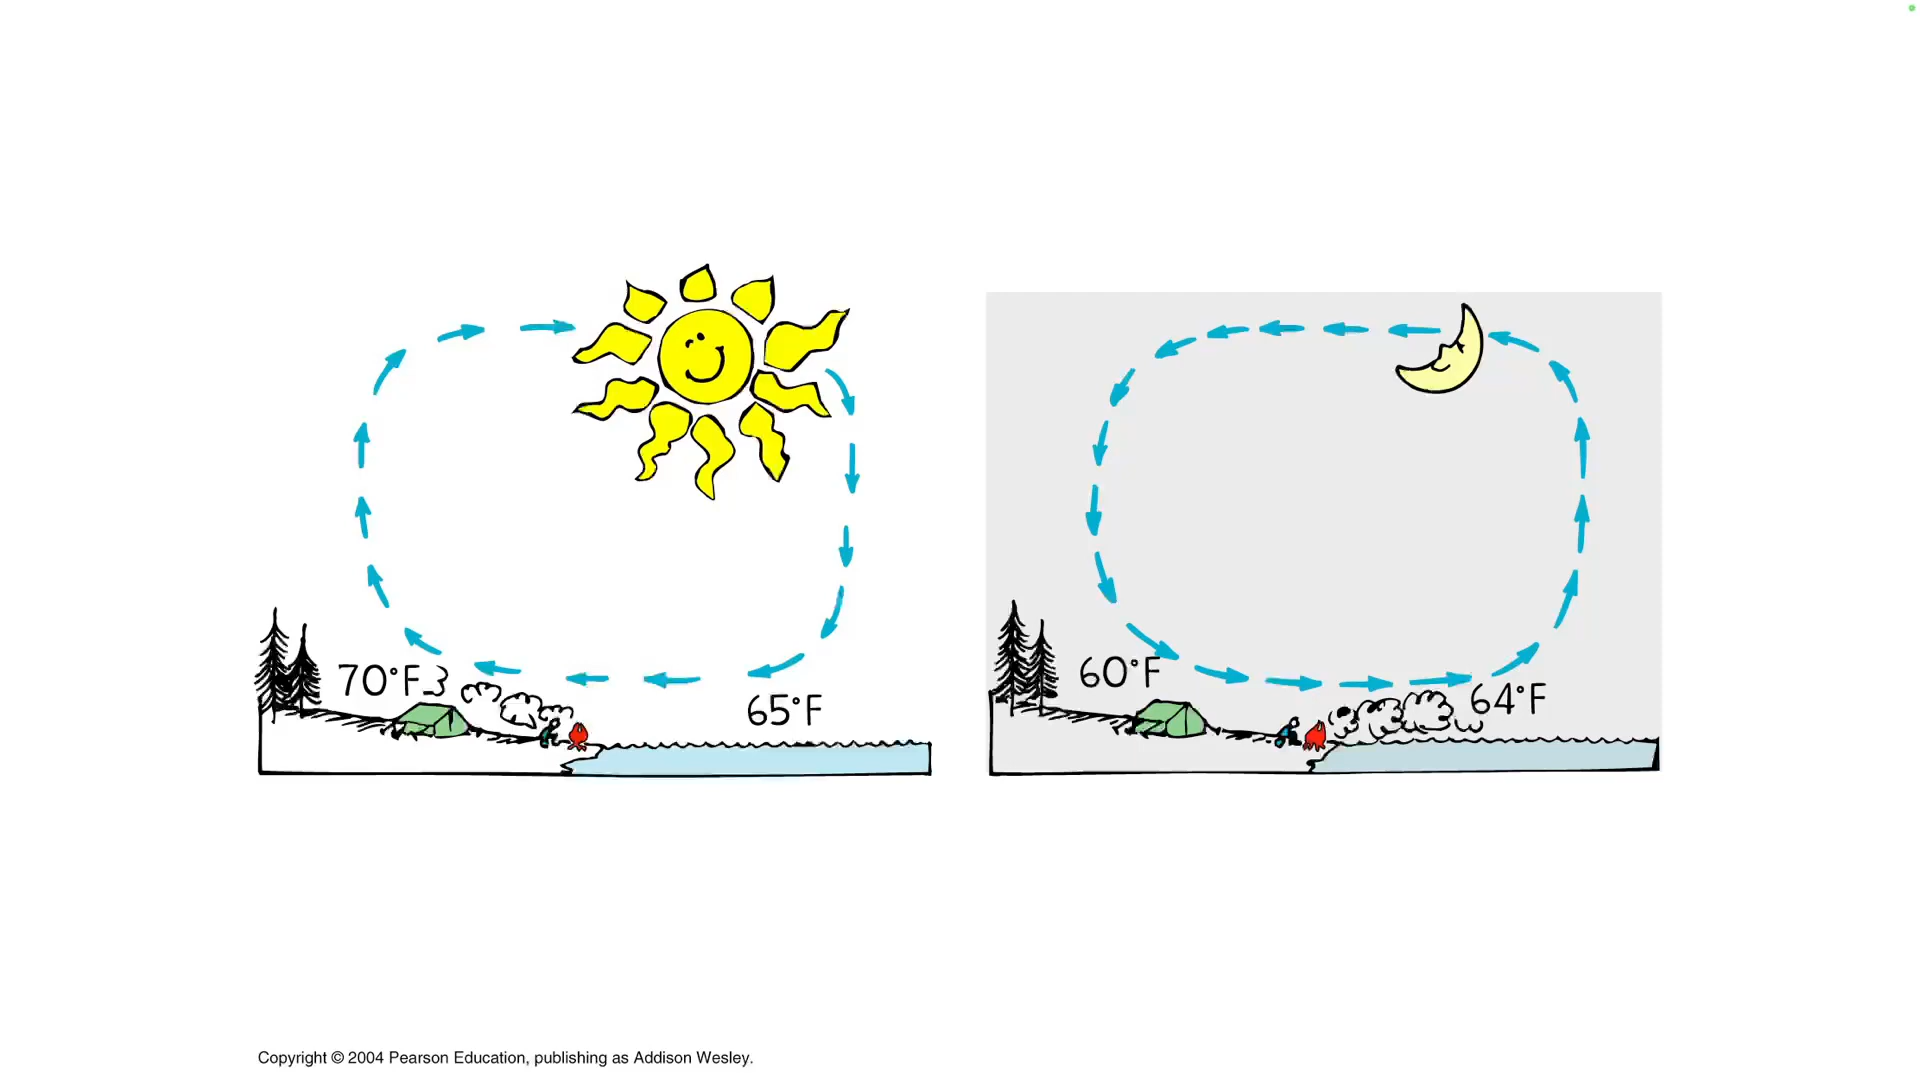 70°F
65°F
60°F
64°F
Copyright © 2004 Pearson Education, publishing as Addison Wesley.